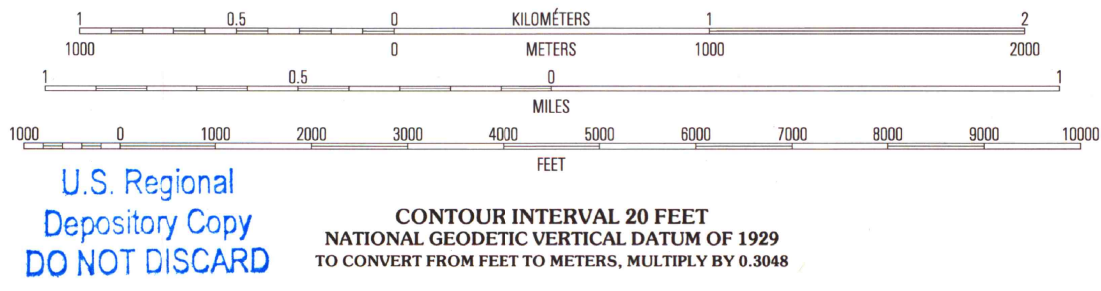 1 0.5 0 KILOMÉTERS 1 2
1000 0 METERS 1000 2000
1 0.5 0 1
MILES
1000 0 1000 2000 3000 4000 5000 6000 7000 8000 9000 10000
FEET
U.S. Regional
Depository Copy
DO NOT DISCARD
CONTOUR INTERVAL 20 FEET
NATIONAL GEODETIC VERTICAL DATUM OF 1929
TO CONVERT FROM FEET TO METERS, MULTIPLY BY 0.3048